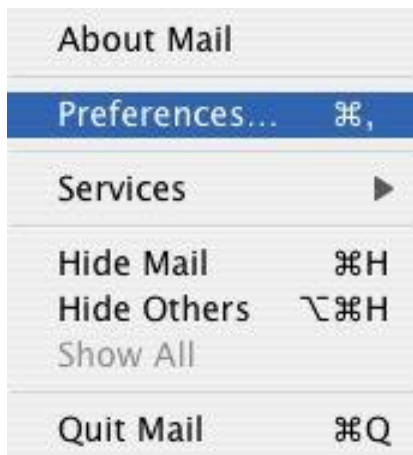 About Mail
Preferences... ⌘,
Services ▶
Hide Mail ⌘H
Hide Others ⌥⌘H
Show All
Quit Mail ⌘Q